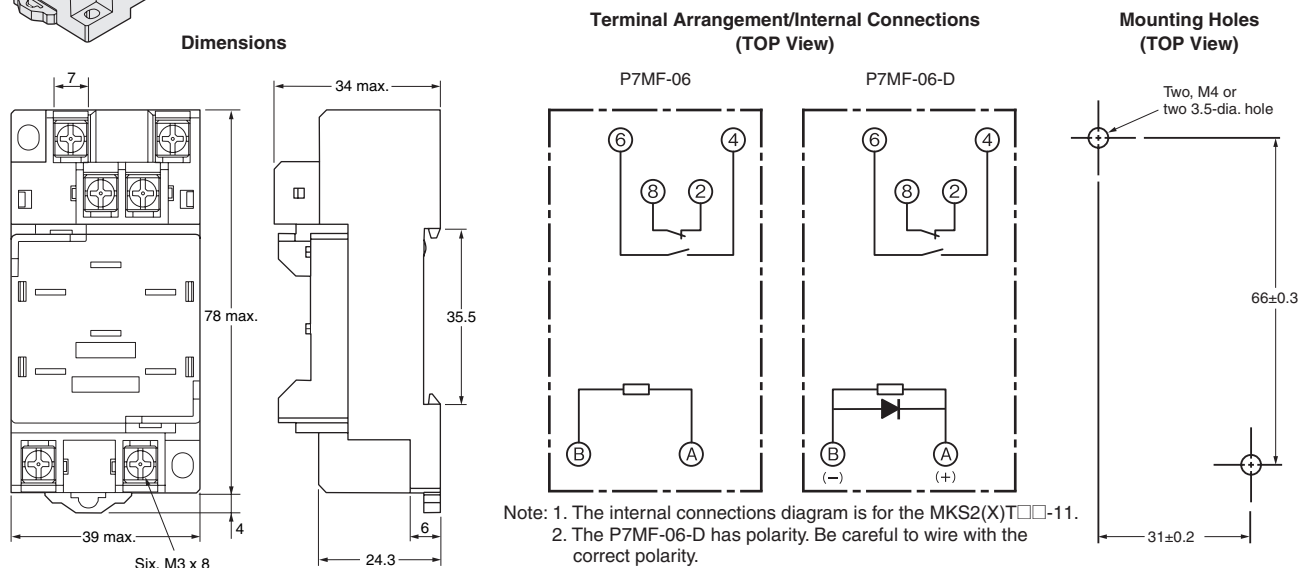 Dimensions
7
34 max.
78 max.
35.5
39 max.
4
6
24.3
Six, M3 x 8
Terminal Arrangement/Internal Connections
(TOP View)
P7MF-06
6
4
8
2
B
A
P7MF-06-D
6
4
8
2
B
A
(−)
(+)
Note: 1. The internal connections diagram is for the MKS2(X)T□□-11.
2. The P7MF-06-D has polarity. Be careful to wire with the
correct polarity.
Mounting Holes
(TOP View)
Two, M4 or
two 3.5-dia. hole
66±0.3
31±0.2